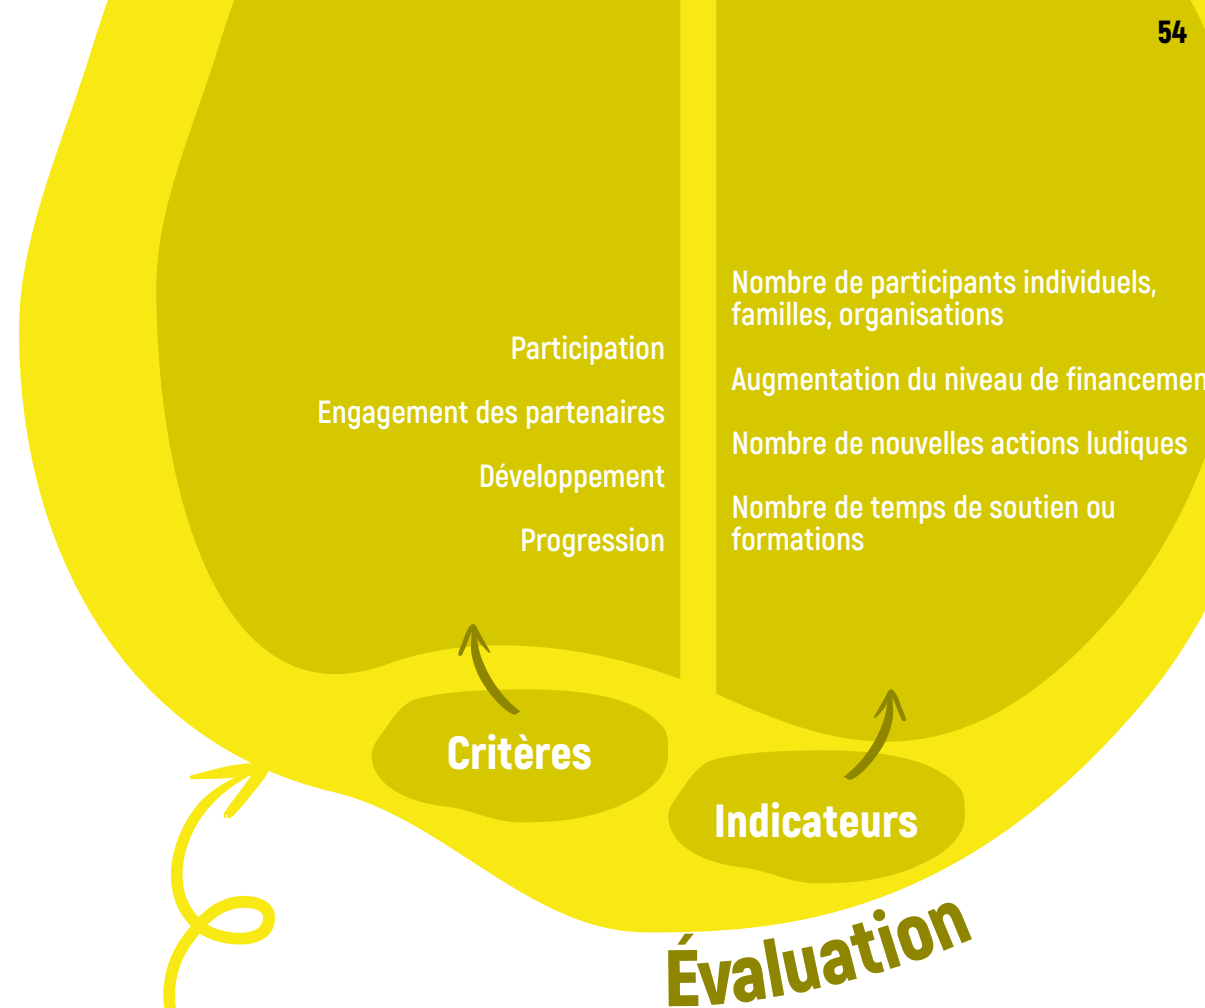 54
Participation
Engagement des partenaires
Développement
Progression
Nombre de participants individuels,
familles, organisations
Augmentation du niveau de financemen
Nombre de nouvelles actions ludiques
Nombre de temps de soutien ou
formations
Critères
Indicateurs
Évaluation